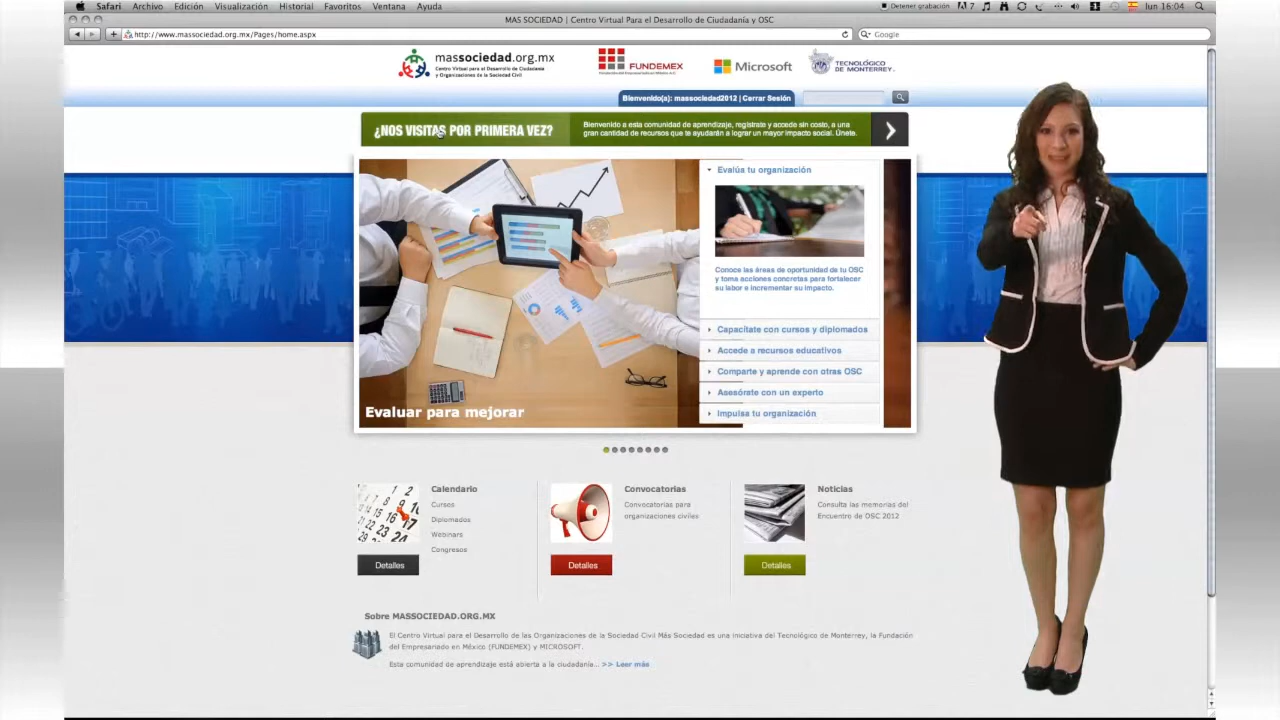 Safari Archivo Edición Visualización Historial Favoritos Ventana Ayuda
Detener grabación
7
lun 16:04
MAS SOCIEDAD | Centro Virtual Para el Desarrollo de Ciudadanía y OSC
http://www.massociedad.org.mx/Pages/home.aspx
Google
massociedad.org.mx
Centro Virtual para el Desarrollo de Ciudadanía
y Organizaciones de la Sociedad Civil
FUNDEMEX
Microsoft
TECNOLÓGICO
DE MONTERREY.
Bienvenido(a): massociedad2012 | Cerrar Sesión
¿NOS VISITAS POR PRIMERA VEZ?
Bienvenido a esta comunidad de aprendizaje, regístrate y accede sin costo, a una
gran cantidad de recursos que te ayudarán a lograr un mayor impacto social. Únete.
Evalúa tu organización
Conoce las áreas de oportunidad de tu OSC
y toma acciones concretas para fortalecer
su labor e incrementar su impacto.
Capacítate con cursos y diplomados
Accede a recursos educativos
Comparte y aprende con otras OSC
Asesórate con un experto
Impulsa tu organización
Evaluar para mejorar
Calendario
Cursos
Diplomados
Webinars
Congresos
Detalles
Convocatorias
Convocatorias para
organizaciones civiles
Detalles
Noticias
Consulta las memorias del
Encuentro de OSC 2012
Detalles
Sobre MASSOCIEDAD.ORG.MX
El Centro Virtual para el Desarrollo de las Organizaciones de la Sociedad Civil Más Sociedad es una iniciativa del Tecnológico de Monterrey, la Fundación
del Empresariado en México (FUNDEMEX) y MICROSOFT.
Esta comunidad de aprendizaje está abierta a la ciudadanía... >> Leer más